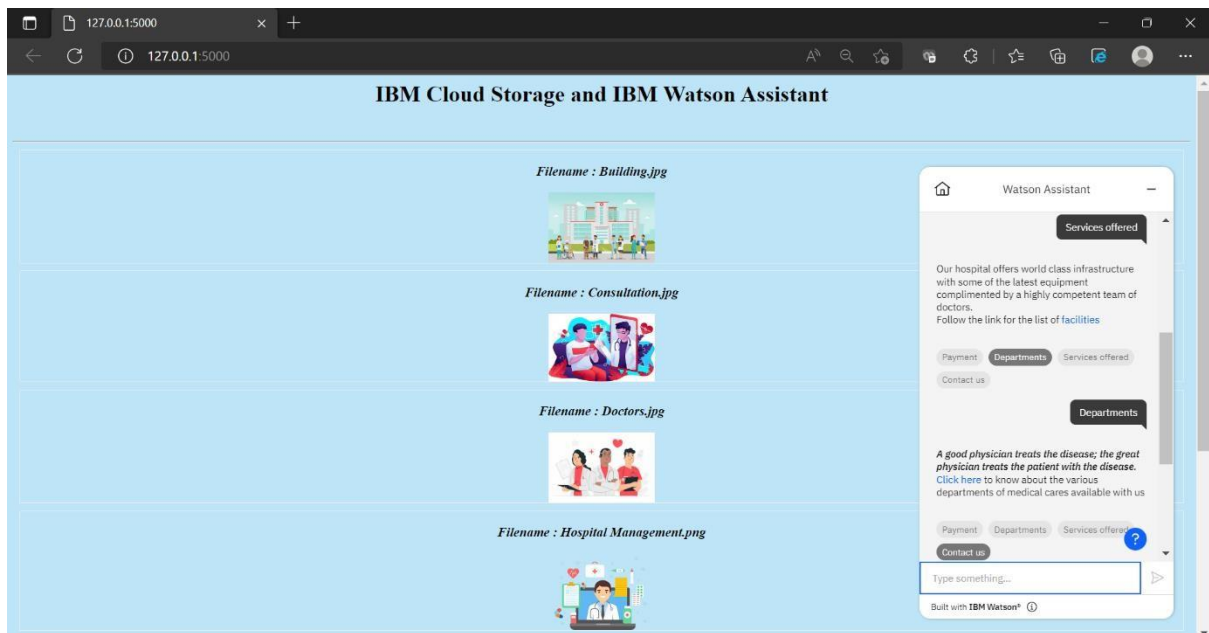 127.0.0.1:5000
127.0.0.1:5000
IBM Cloud Storage and IBM Watson Assistant
Filename : Building.jpg
Filename : Consultation.jpg
Filename : Doctors.jpg
Filename : Hospital Management.png
Watson Assistant
Services offered
Our hospital offers world class infrastructure
with some of the latest equipment
complimented by a highly competent team of
doctors.
Follow the link for the list of facilities
Payment Departments Services offered
Contact us
Departments
A good physician treats the disease; the great
physician treats the patient with the disease.
Click here to know about the various
departments of medical cares available with us
Payment Departments Services offered
?
Contact us
Type something...
Built with IBM Watson®